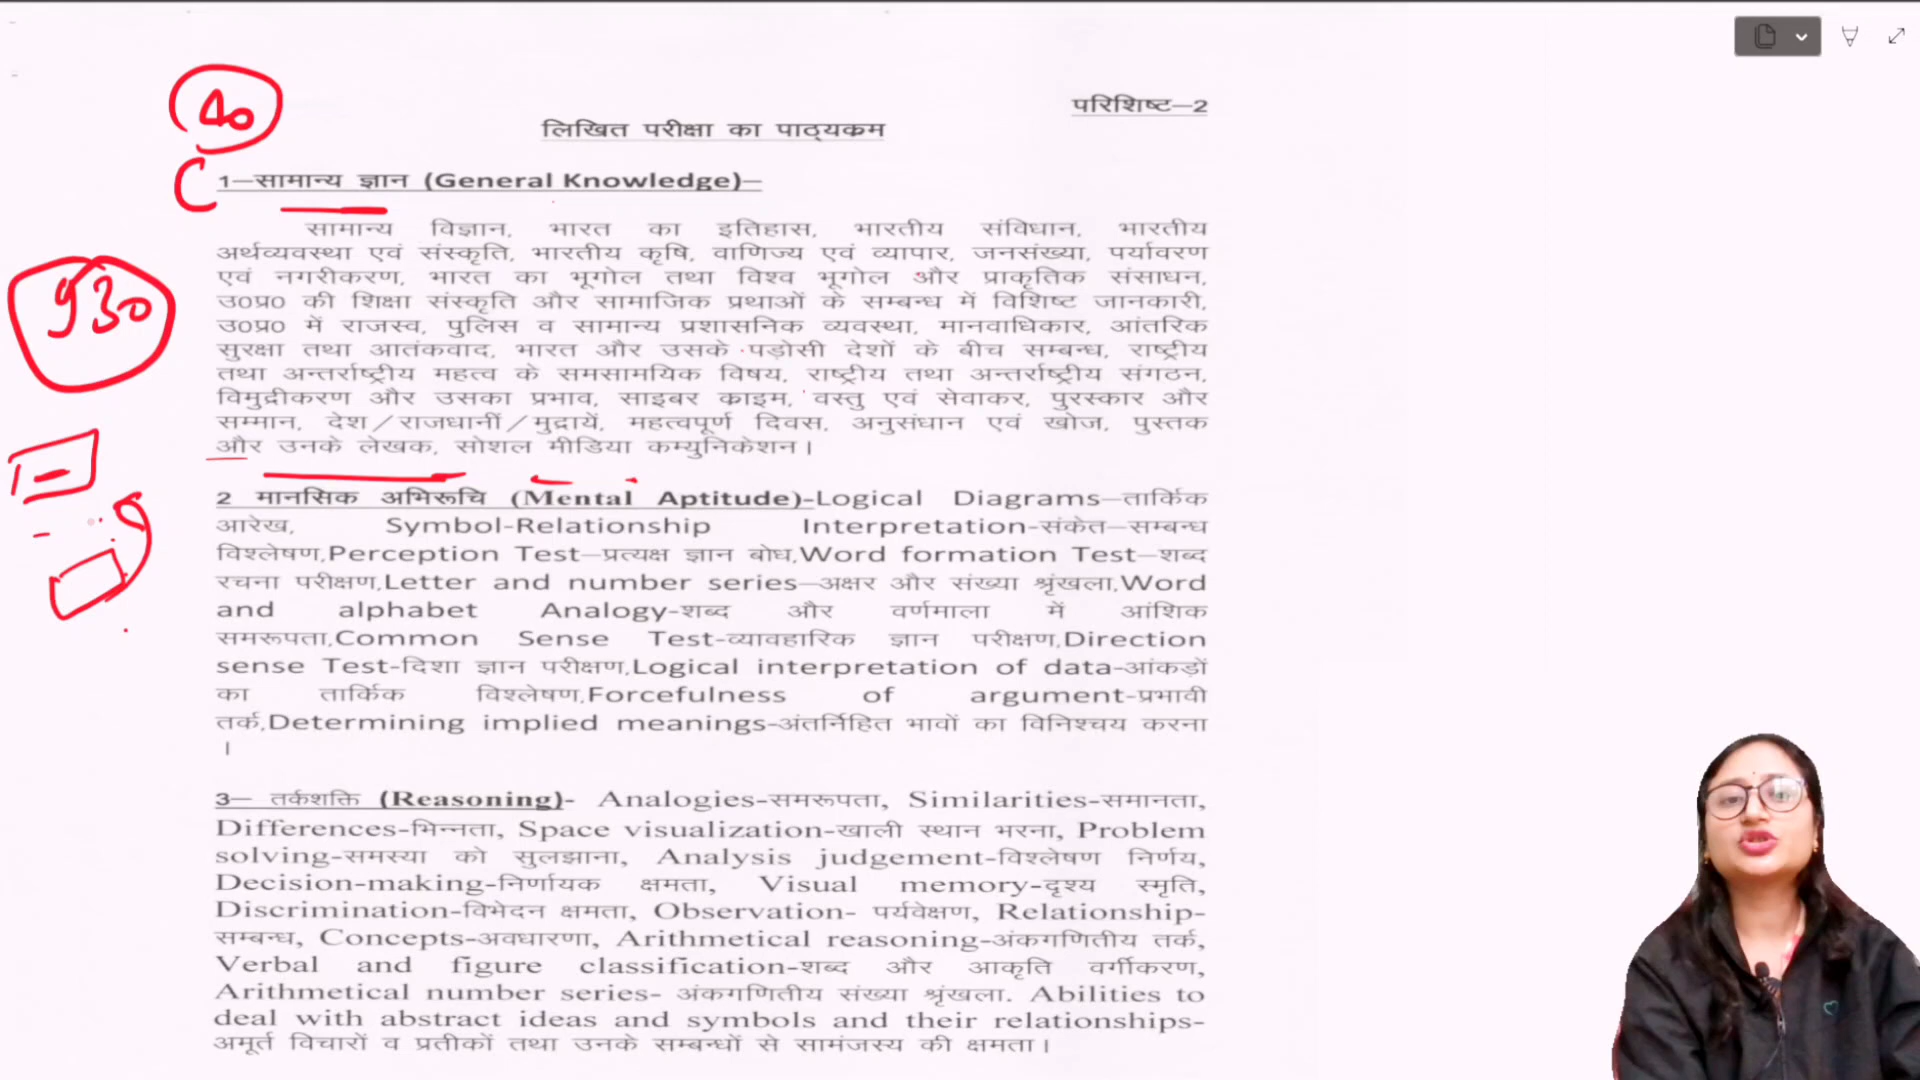 40
परिशिष्ट–2
लिखित परीक्षा का पाठ्यकम
1–सामान्य ज्ञान (General Knowledge)–
सामान्य विज्ञान, भारत का इतिहास, भारतीय संविधान, भारतीय
अर्थव्यवस्था एवं संस्कृति, भारतीय कृषि, वाणिज्य एवं व्यापार, जनसंख्या, पर्यावरण
एवं नगरीकरण, भारत का भूगोल तथा विश्व भूगोल और प्राकृतिक संसाधन,
उ0प्र0 की शिक्षा संस्कृति और सामाजिक प्रथाओं के सम्बन्ध में विशिष्ट जानकारी,
उ0प्र0 में राजस्व, पुलिस व सामान्य प्रशासनिक व्यवस्था, मानवाधिकार, आंतरिक
सुरक्षा तथा आतंकवाद, भारत और उसके पड़ोसी देशों के बीच सम्बन्ध, राष्ट्रीय
तथा अन्तर्राष्ट्रीय महत्व के समसामयिक विषय, राष्ट्रीय तथा अन्तर्राष्ट्रीय संगठन,
विमुद्रीकरण और उसका प्रभाव, साइबर काइम, वस्तु एवं सेवाकर, पुरस्कार और
सम्मान, देश/राजधानीं/मुद्रायें, महत्वपूर्ण दिवस, अनुसंधान एवं खोज, पुस्तक
और उनके लेखक, सोशल मीडिया कम्युनिकेशन।
2 मानसिक अभिरूचि (Mental Aptitude)-Logical Diagrams–तार्किक
आरेख, Symbol-Relationship Interpretation-संकेत–सम्बन्ध
विश्लेषण,Perception Test–प्रत्यक्ष ज्ञान बोध,Word formation Test–शब्द
रचना परीक्षण,Letter and number series–अक्षर और संख्या श्रृंखला,Word
and alphabet Analogy-शब्द और वर्णमाला में आंशिक
समरूपता,Common Sense Test-व्यावहारिक ज्ञान परीक्षण,Direction
sense Test-दिशा ज्ञान परीक्षण,Logical interpretation of data-आंकड़ों
का तार्किक विश्लेषण,Forcefulness of argument-प्रभावी
तर्क,Determining implied meanings-अंतर्निहित भावों का विनिश्चय करना
।
3– तर्कशक्ति (Reasoning)- Analogies-समरूपता, Similarities-समानता,
Differences-भिन्नता, Space visualization-खाली स्थान भरना, Problem
solving-समस्या को सुलझाना, Analysis judgement-विश्लेषण निर्णय,
Decision-making-निर्णायक क्षमता, Visual memory-दृश्य स्मृति,
Discrimination-विभेदन क्षमता, Observation- पर्यवेक्षण, Relationship-
सम्बन्ध, Concepts-अवधारणा, Arithmetical reasoning-अंकगणितीय तर्क,
Verbal and figure classification-शब्द और आकृति वर्गीकरण,
Arithmetical number series- अंकगणितीय संख्या श्रृंखला. Abilities to
deal with abstract ideas and symbols and their relationships-
अमूर्त विचारों व प्रतीकों तथा उनके सम्बन्धों से सामंजस्य की क्षमता।